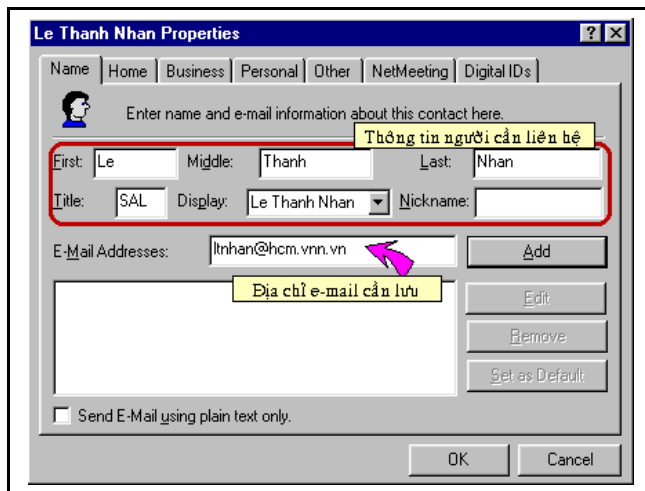 Le Thanh Nhan Properties
Name Home Business Personal Other NetMeeting Digital IDs
Enter name and e-mail information about this contact here.
Thông tin người cần liên hệ
First: Le Middle: Thanh Last: Nhan
Title: SAL Display: Le Thanh Nhan Nickname:
E-Mail Addresses: ltnhan@hcm.vnn.vn Add
Địa chỉ e-mail cần lưu
Edit
Remove
Set as Default
Send E-Mail using plain text only.
OK Cancel